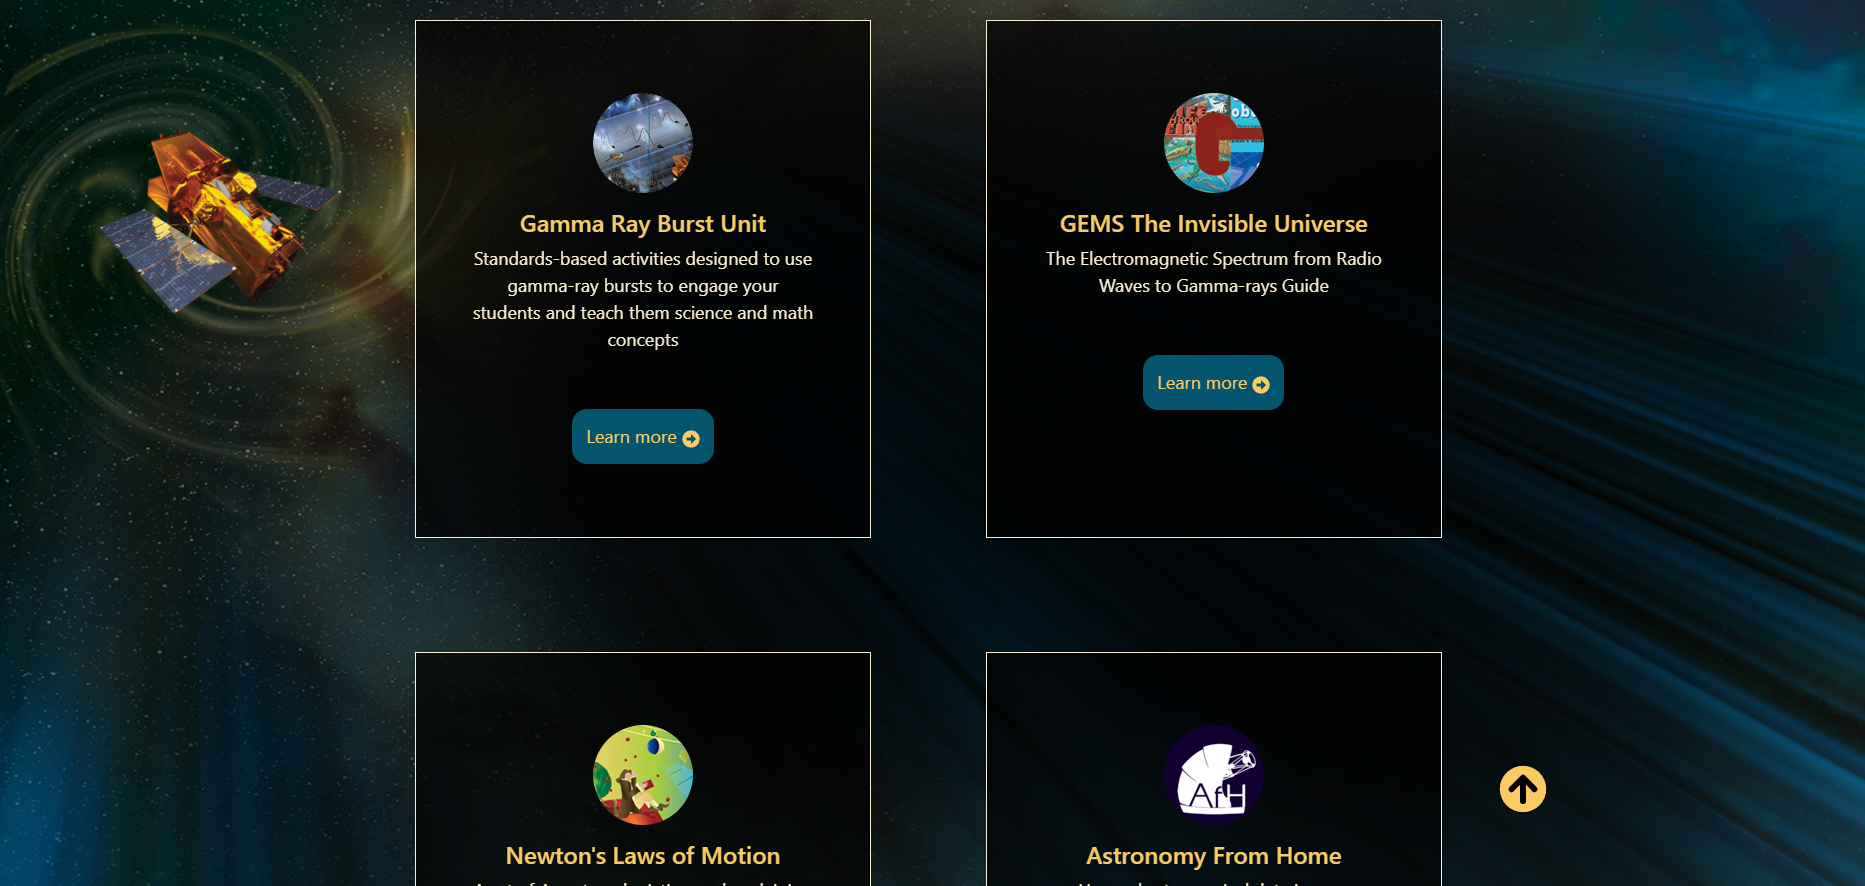 Gamma Ray Burst Unit
Standards-based activities designed to use
gamma-ray bursts to engage your
students and teach them science and math
concepts
Learn more
GEMS The Invisible Universe
The Electromagnetic Spectrum from Radio
Waves to Gamma-rays Guide
Learn more
Newton's Laws of Motion
AfH
Astronomy From Home